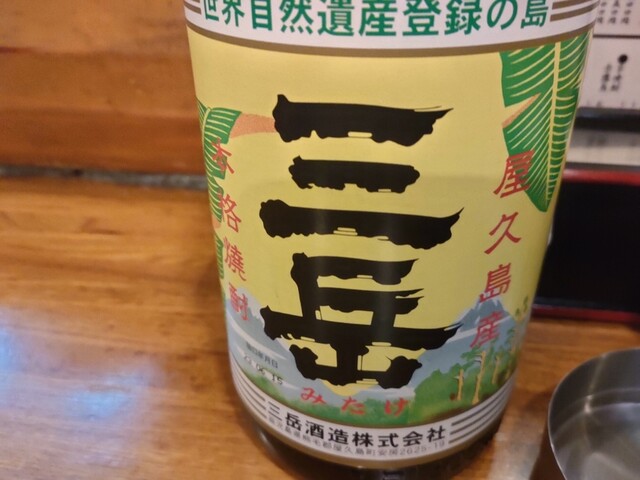 世界自然遺産登録の島
三岳
屋久島産
本格焼酎
みたけ
三岳酒造株式会社